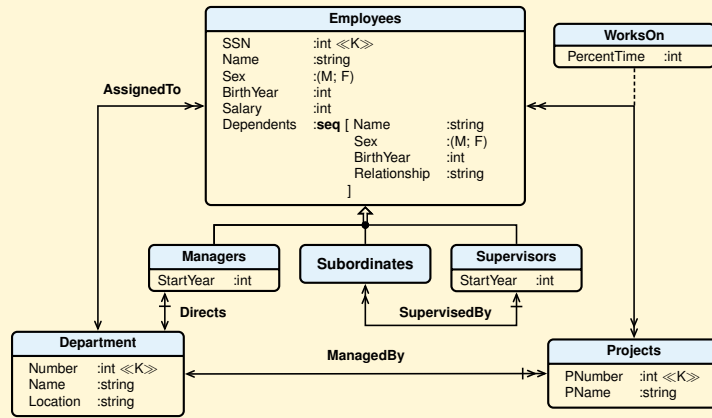 Employees
SSN :int ≪K≫
Name :string
Sex :(M; F)
BirthYear :int
Salary :int
Dependents :seq [ Name :string
Sex :(M; F)
BirthYear :int
Relationship :string
]
WorksOn
PercentTime :int
AssignedTo
Managers
StartYear :int
Subordinates
Supervisors
StartYear :int
Directs
SupervisedBy
Department
Number :int ≪K≫
Name :string
Location :string
ManagedBy
Projects
PNumber :int ≪K≫
PName :string